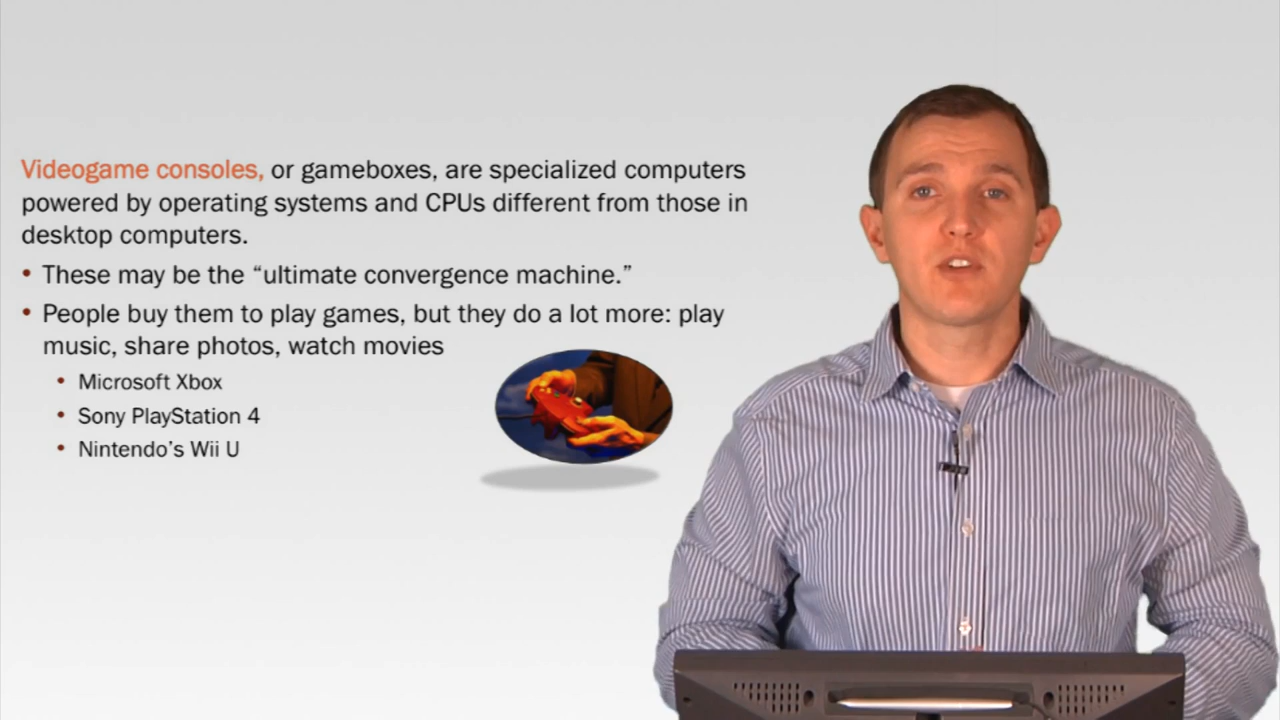 Videogame consoles, or gameboxes, are specialized computers
powered by operating systems and CPUs different from those in
desktop computers.
• These may be the “ultimate convergence machine.”
• People buy them to play games, but they do a lot more: play
music, share photos, watch movies
• Microsoft Xbox
• Sony PlayStation 4
• Nintendo’s Wii U